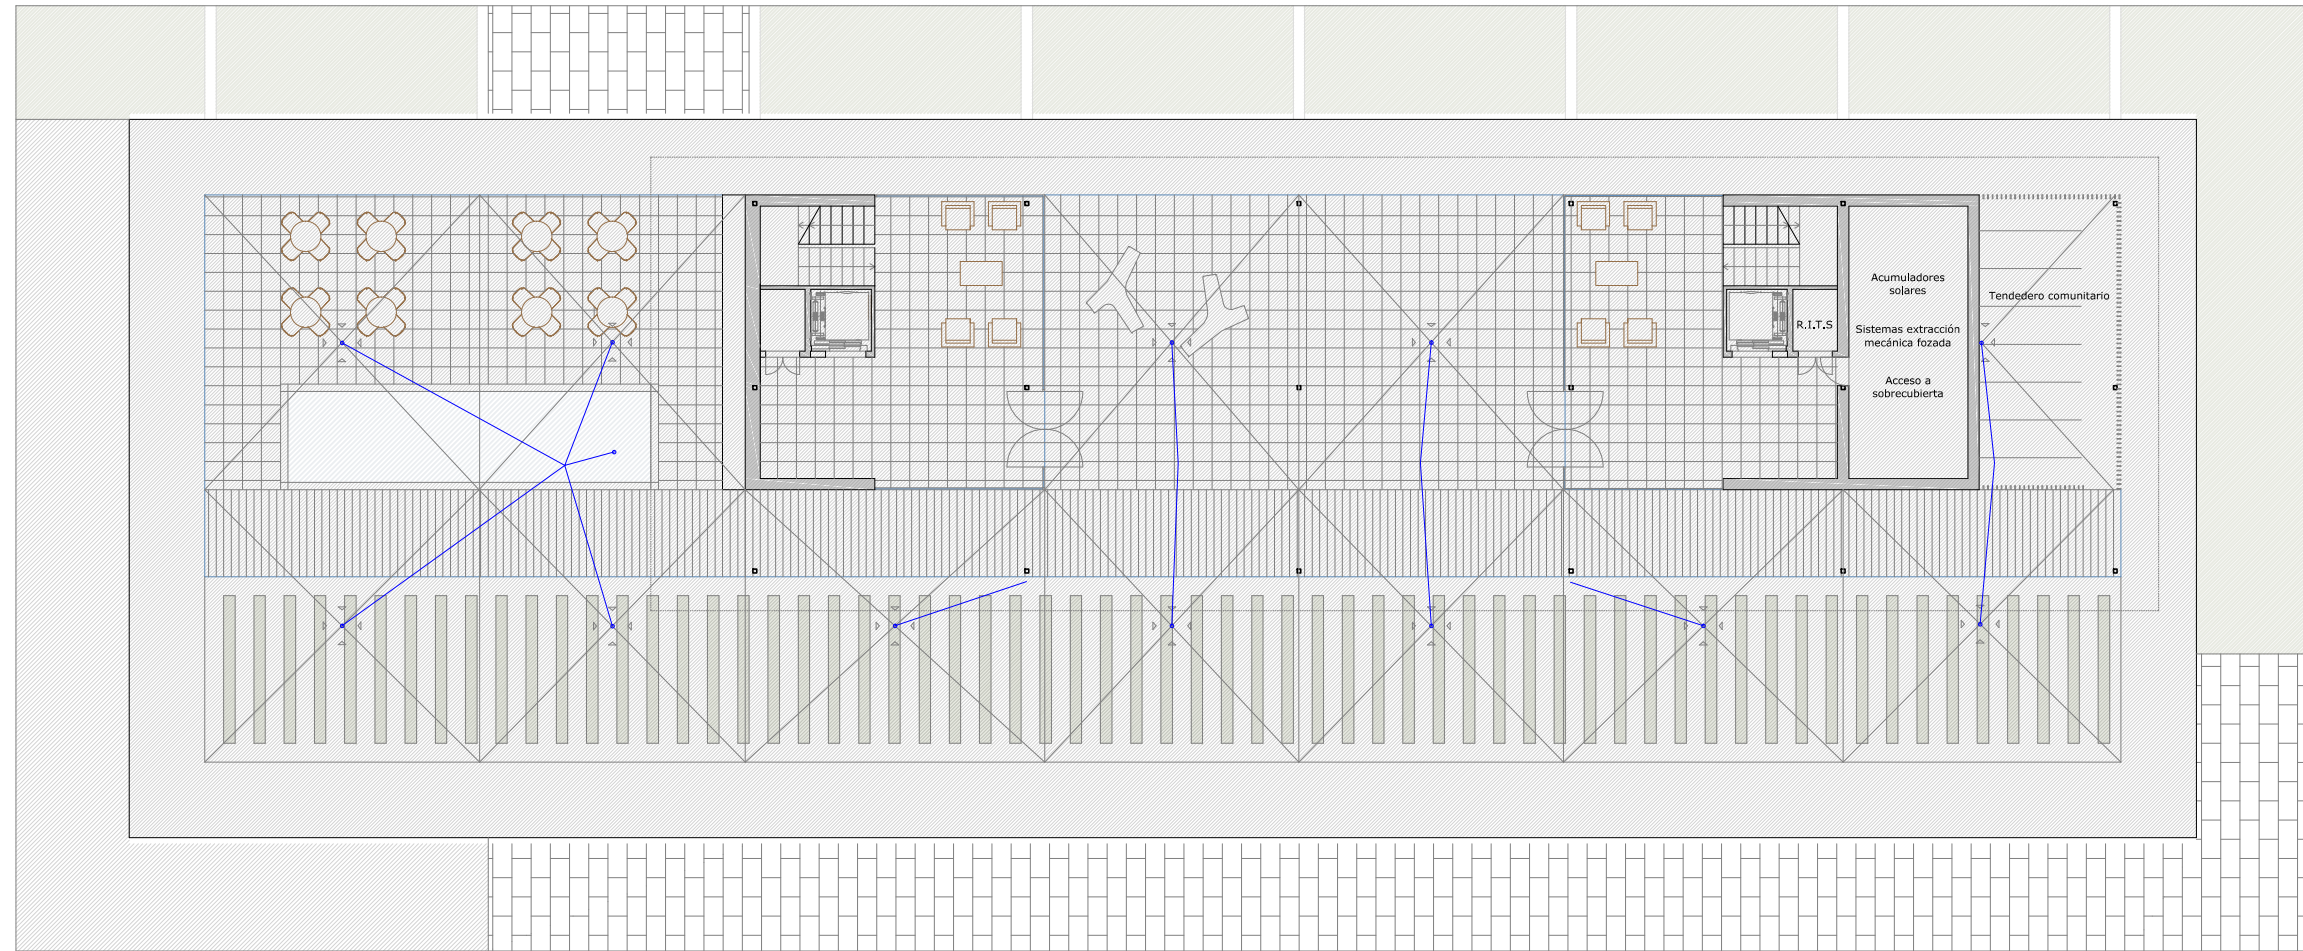 Acumuladores
solares
Tendedero comunitario
R.I.T.S
Sistemas extracción
mecánica fozada
Acceso a
sobrecubierta